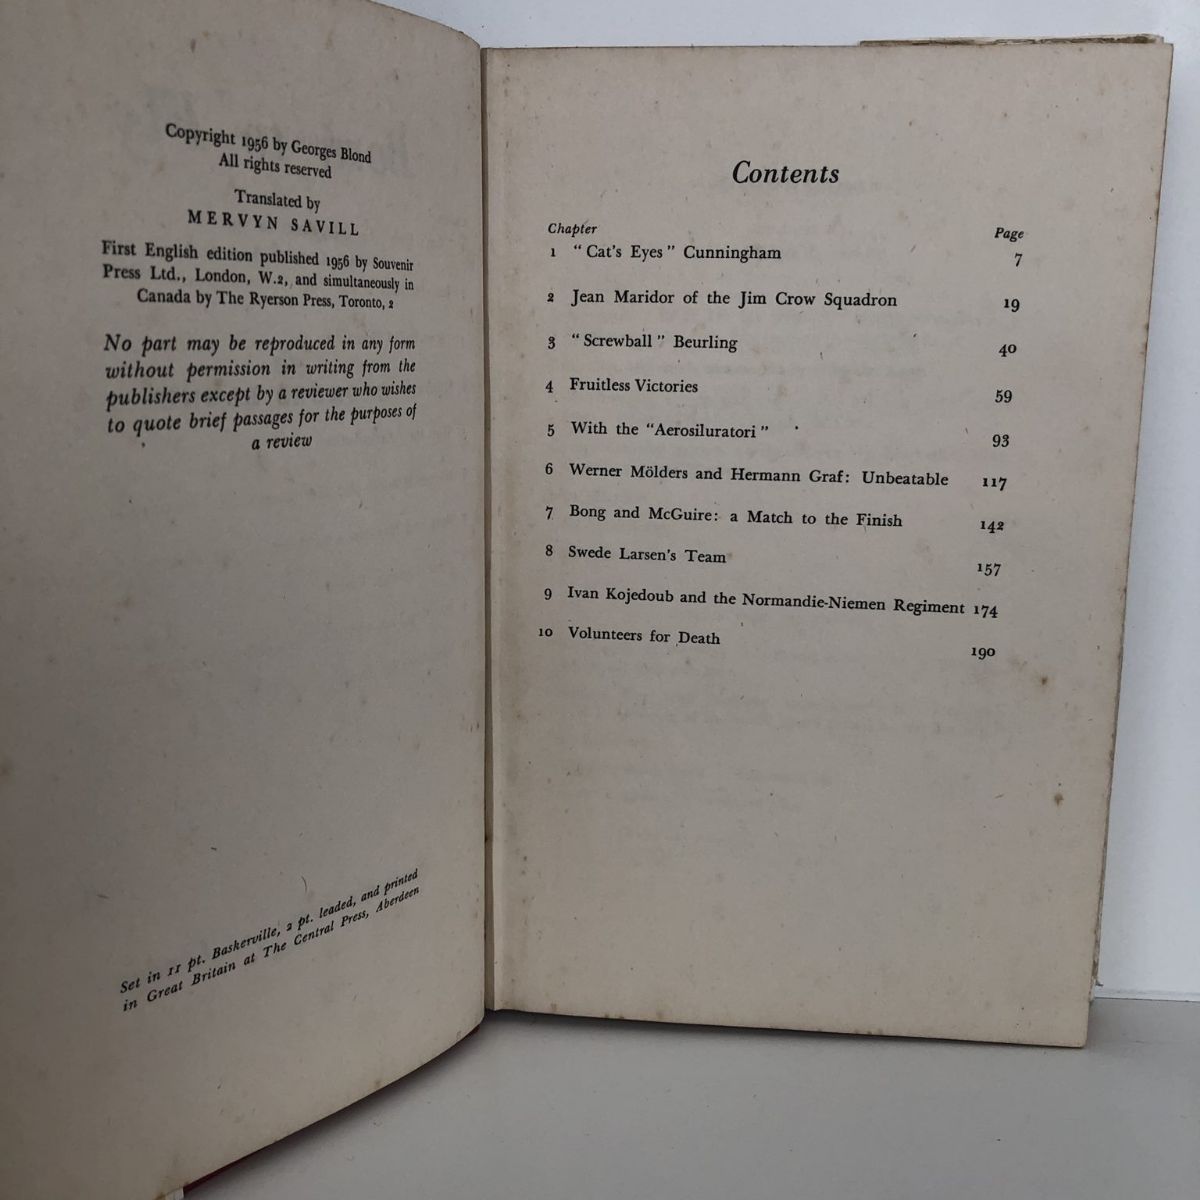 Copyright 1956 by Georges Blond
All rights reserved
Translated by
MERVYN SAVILL
First English edition published 1956 by Souvenir
Press Ltd., London, W.2, and simultaneously in
Canada by The Ryerson Press, Toronto, 2
No part may be reproduced in any form
without permission in writing from the
publishers except by a reviewer who wishes
to quote brief passages for the purposes of
a review
Set in 11 pt. Baskerville, 2 pt. leaded, and printed
in Great Britain at The Central Press, Aberdeen
Contents
Chapter Page
1 "Cat's Eyes" Cunningham 7
2 Jean Maridor of the Jim Crow Squadron 19
3 "Screwball" Beurling 40
4 Fruitless Victories 59
5 With the "Aerosiluratori" 93
6 Werner Mölders and Hermann Graf: Unbeatable 117
7 Bong and McGuire: a Match to the Finish 142
8 Swede Larsen's Team 157
9 Ivan Kojedoub and the Normandie-Niemen Regiment 174
10 Volunteers for Death 190